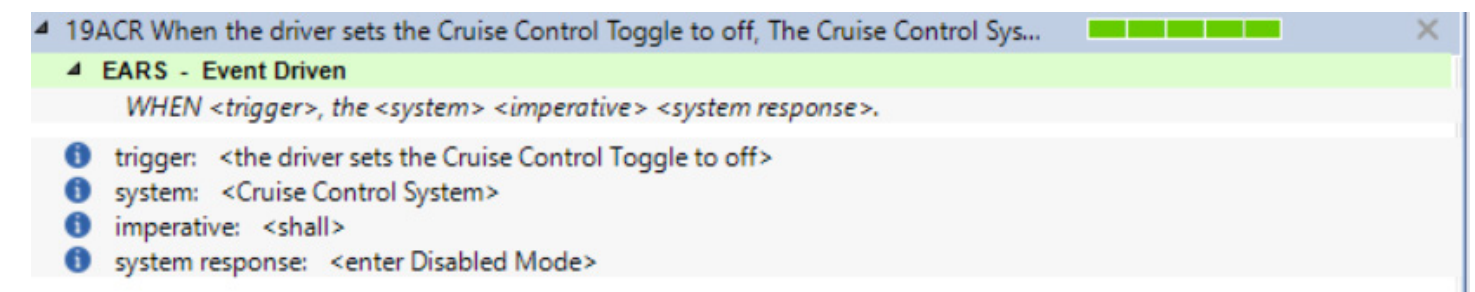 19ACR When the driver sets the Cruise Control Toggle to off, The Cruise Control Sys...
EARS - Event Driven
WHEN <trigger>, the <system> <imperative> <system response>.
trigger: <the driver sets the Cruise Control Toggle to off>
system: <Cruise Control System>
imperative: <shall>
system response: <enter Disabled Mode>